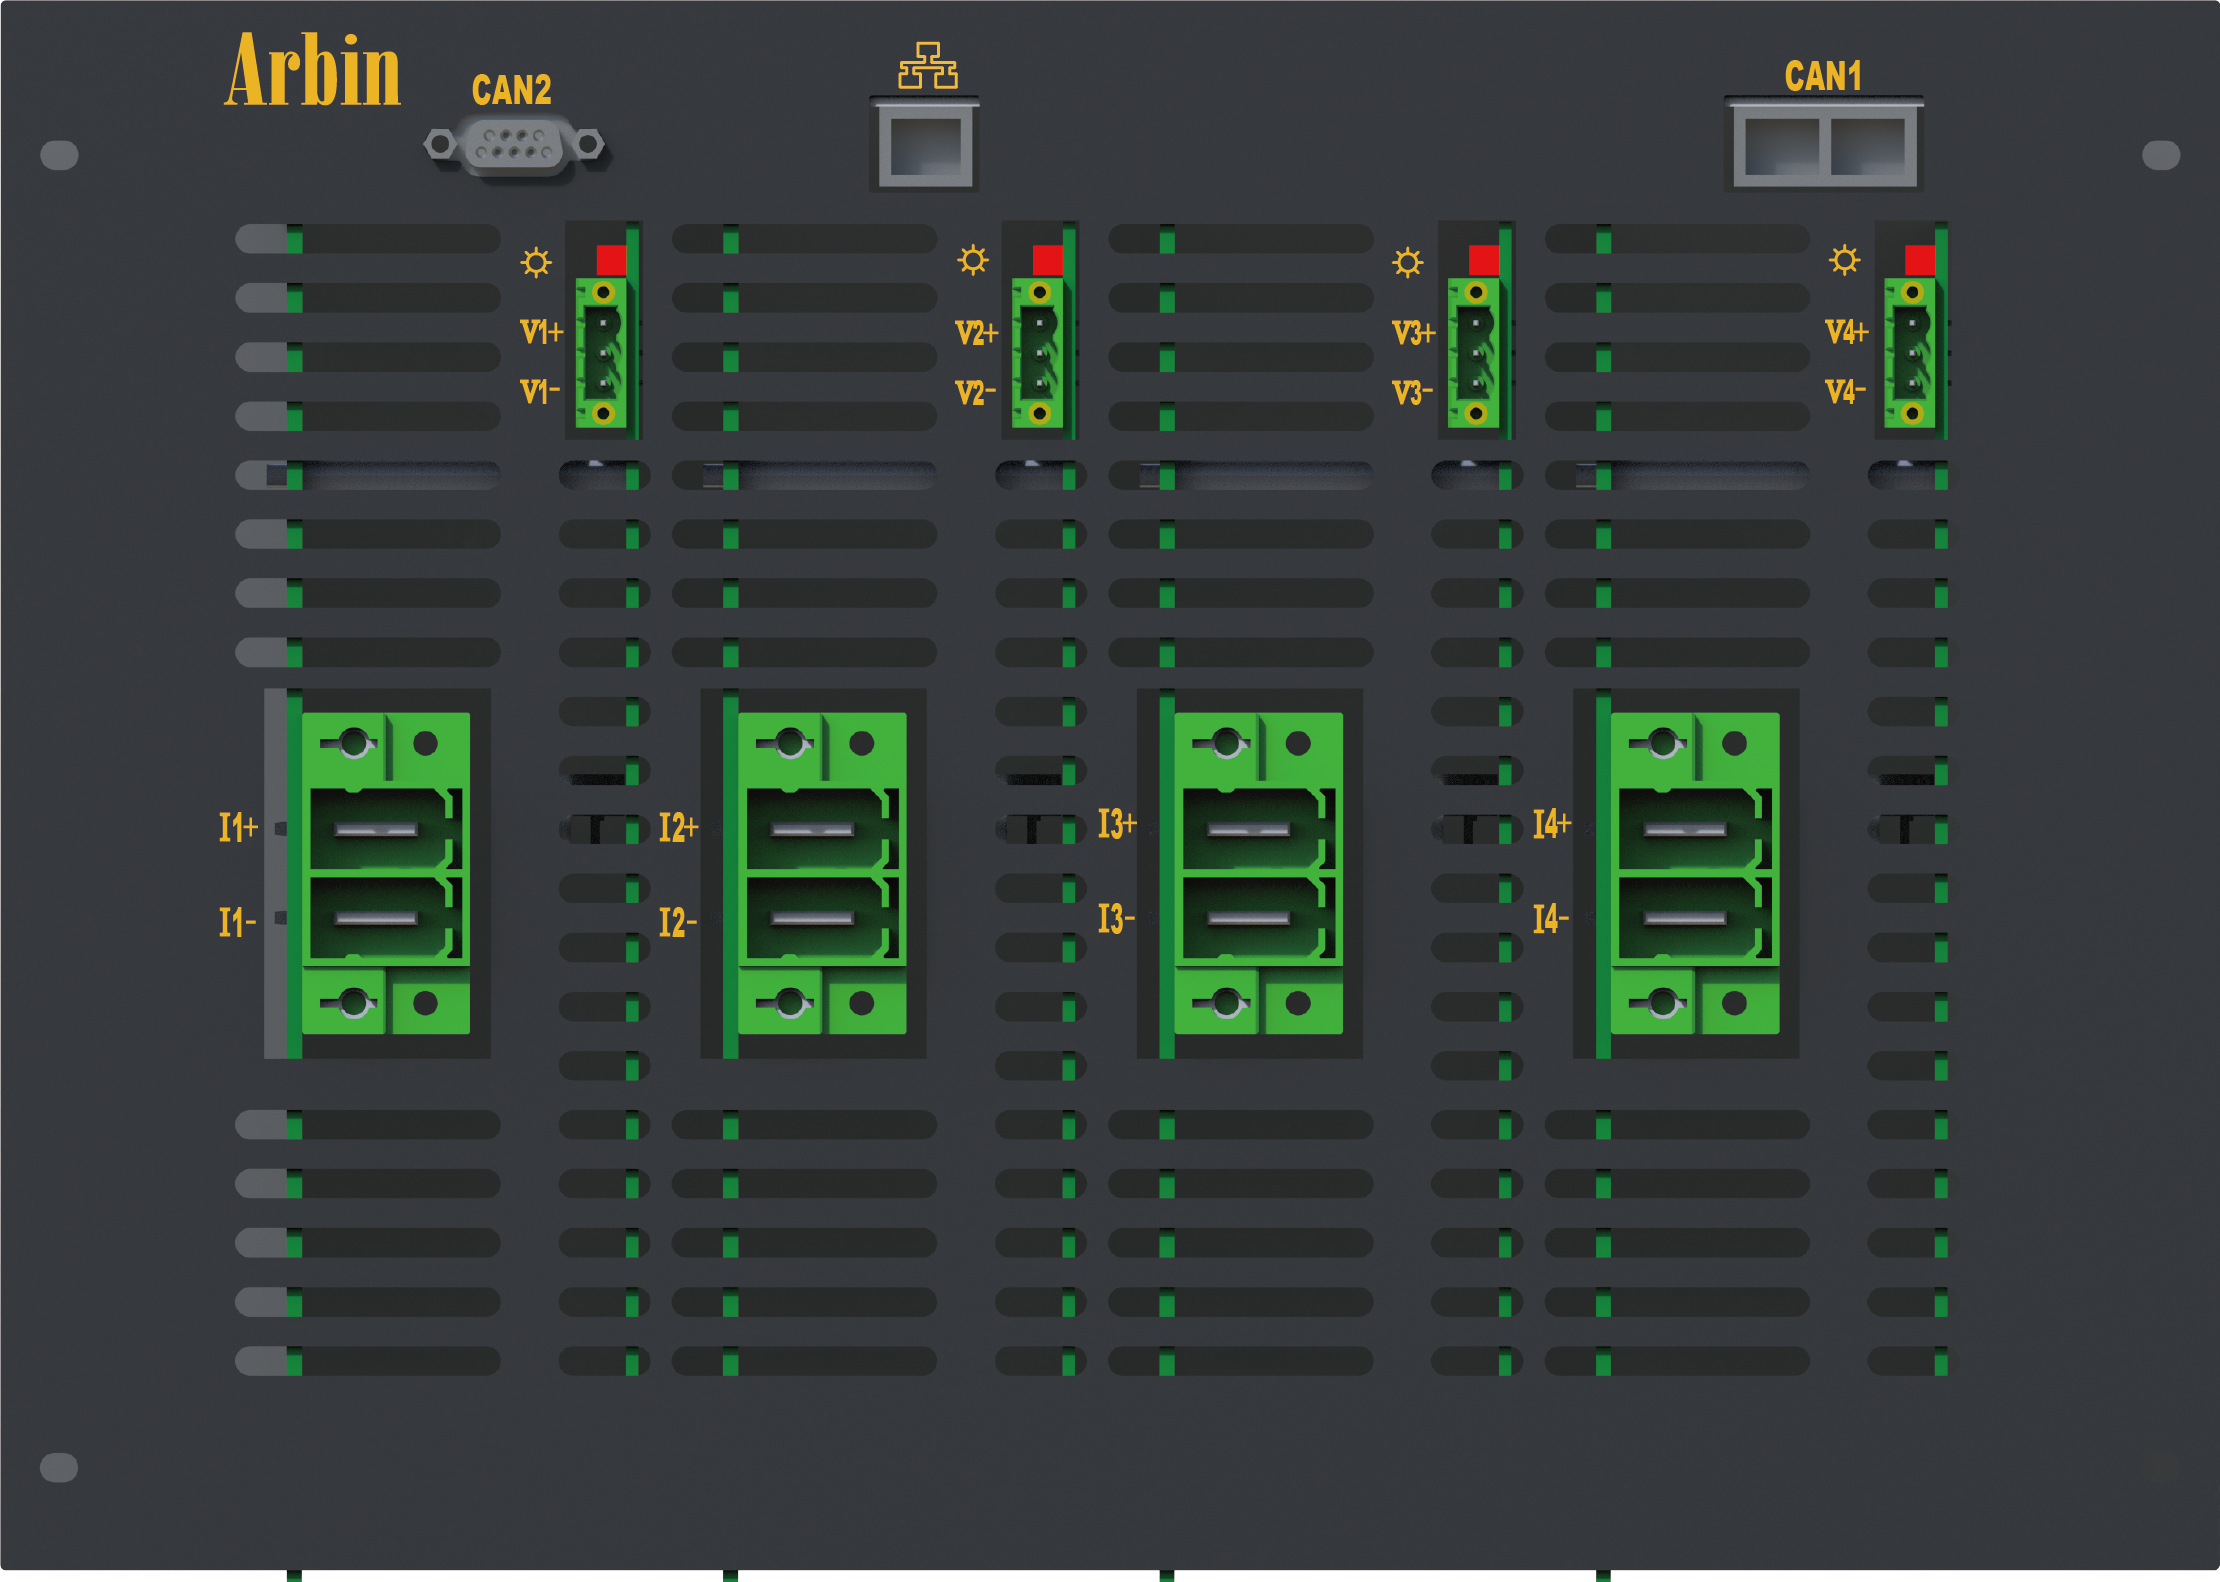 Arbin
CAN2
CAN1
V1+
V2+
V3+
V4+
V1-
V2-
V3-
V4-
I1+
I2+
I3+
I4+
I1-
I2-
I3-
I4-